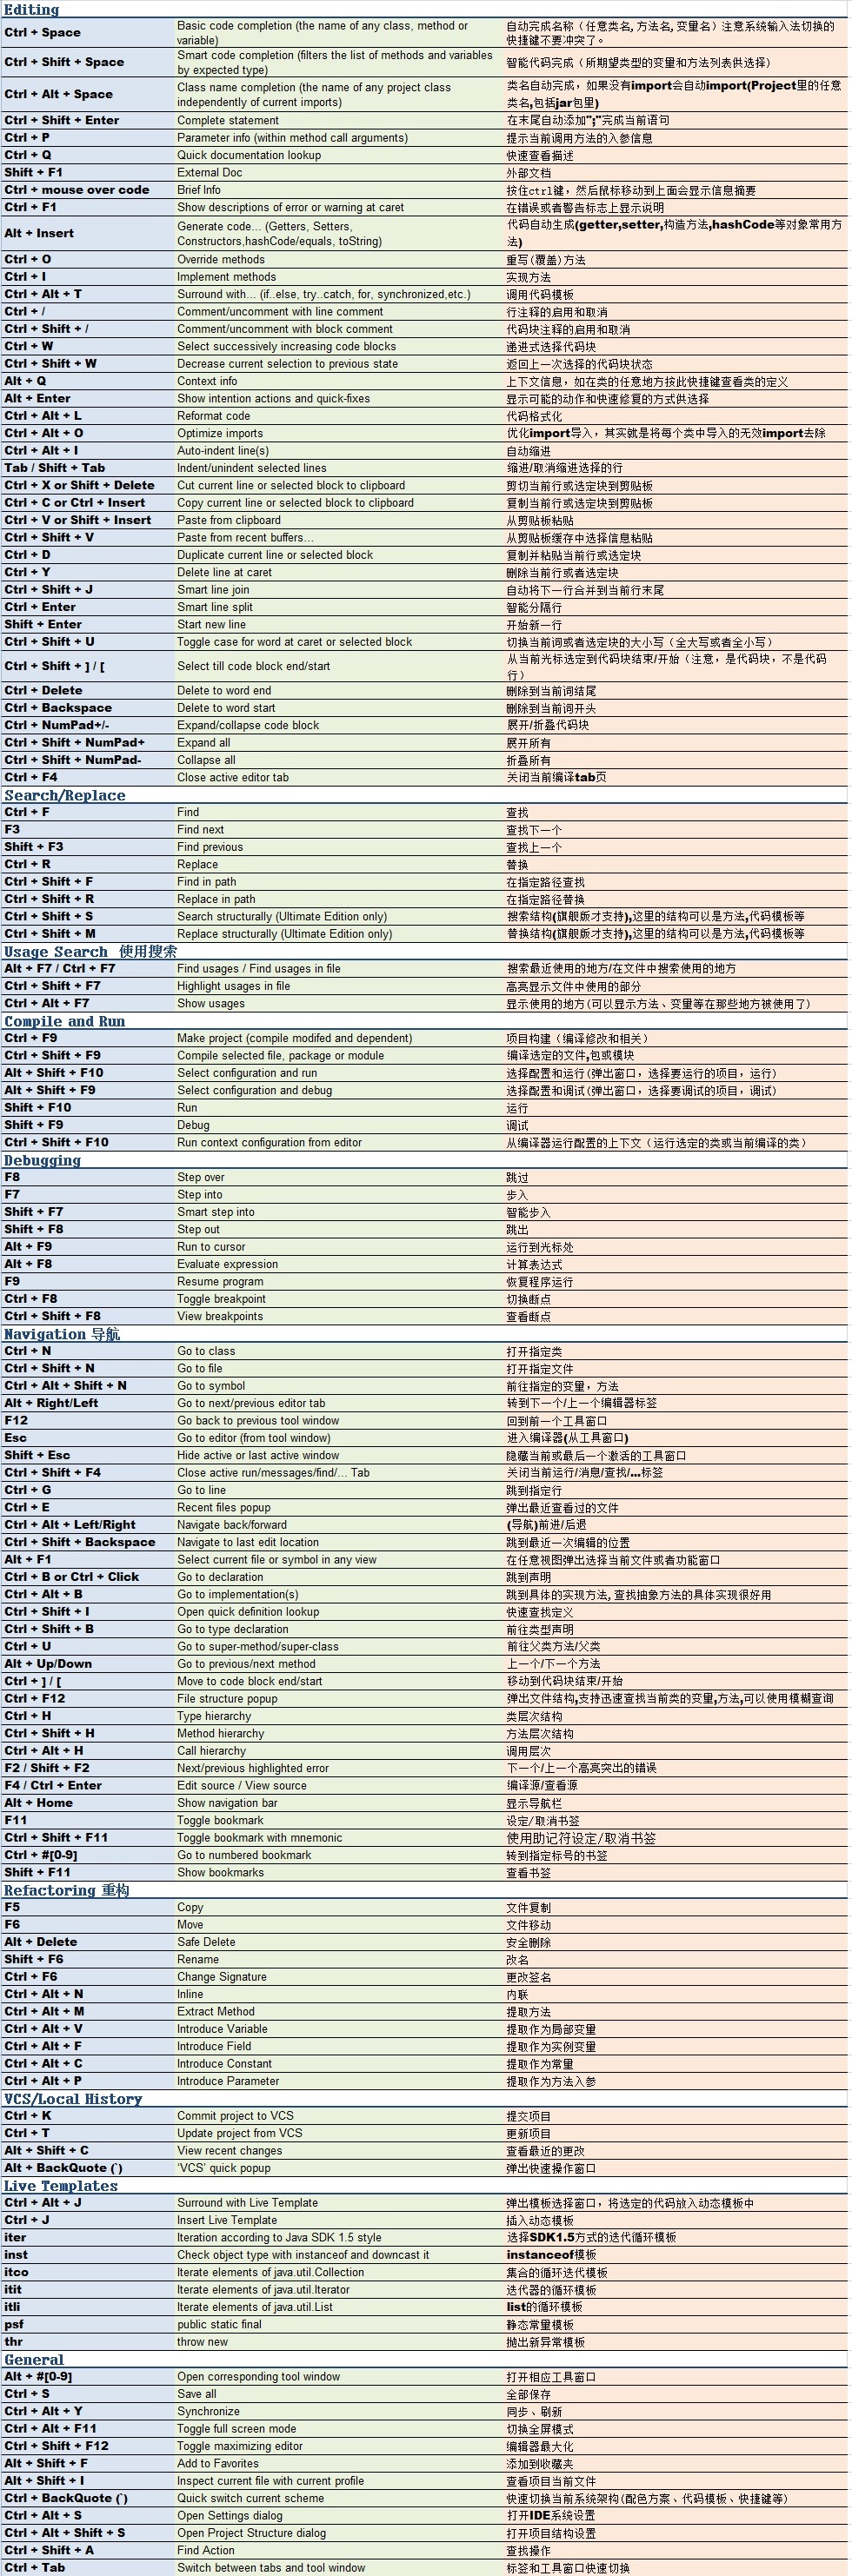 Editing
Ctrl + Space Basic code completion (the name of any class, method or variable) 自动完成名称（任意类名, 方法名, 变量名）注意系统输入法切换的快捷键不要冲突了。
Ctrl + Shift + Space Smart code completion (filters the list of methods and variables by expected type) 智能代码完成（所期望类型的变量和方法列表供选择）
Ctrl + Alt + Space Class name completion (the name of any project class independently of current imports) 类名自动完成，如果没有import会自动import(Project里的任意类名,包括jar包里)
Ctrl + Shift + Enter Complete statement 在末尾自动添加";"完成当前语句
Ctrl + P Parameter info (within method call arguments) 提示当前调用方法的入参信息
Ctrl + Q Quick documentation lookup 快速查看描述
Shift + F1 External Doc 外部文档
Ctrl + mouse over code Brief Info 按住ctrl键，然后鼠标移动到上面会显示信息摘要
Ctrl + F1 Show descriptions of error or warning at caret 在错误或者警告标志上显示说明
Alt + Insert Generate code... (Getters, Setters, Constructors,hashCode/equals, toString) 代码自动生成(getter,setter,构造方法,hashCode等对象常用方法)
Ctrl + O Override methods 重写(覆盖)方法
Ctrl + I Implement methods 实现方法
Ctrl + Alt + T Surround with... (if..else, try..catch, for, synchronized,etc.) 调用代码模板
Ctrl + / Comment/uncomment with line comment 行注释的启用和取消
Ctrl + Shift + / Comment/uncomment with block comment 代码块注释的启用和取消
Ctrl + W Select successively increasing code blocks 递进式选择代码块
Ctrl + Shift + W Decrease current selection to previous state 返回上一次选择的代码块状态
Alt + Q Context info 上下文信息，如在类的任意地方按此快捷键查看类的定义
Alt + Enter Show intention actions and quick-fixes 显示可能的动作和快速修复的方式供选择
Ctrl + Alt + L Reformat code 代码格式化
Ctrl + Alt + O Optimize imports 优化import导入，其实就是将每个类中导入的无效import去除
Ctrl + Alt + I Auto-indent line(s) 自动缩进
Tab / Shift + Tab Indent/unindent selected lines 缩进/取消缩进选择的行
Ctrl + X or Shift + Delete Cut current line or selected block to clipboard 剪切当前行或选定块到剪贴板
Ctrl + C or Ctrl + Insert Copy current line or selected block to clipboard 复制当前行或选定块到剪贴板
Ctrl + V or Shift + Insert Paste from clipboard 从剪贴板粘贴
Ctrl + Shift + V Paste from recent buffers... 从剪贴板缓存中选择信息粘贴
Ctrl + D Duplicate current line or selected block 复制并粘贴当前行或选定块
Ctrl + Y Delete line at caret 删除当前行或者选定块
Ctrl + Shift + J Smart line join 自动将下一行合并到当前行末尾
Ctrl + Enter Smart line split 智能分隔行
Shift + Enter Start new line 开始新一行
Ctrl + Shift + U Toggle case for word at caret or selected block 切换当前词或者选定块的大小写（全大写或者全小写）
Ctrl + Shift + ] / [ Select till code block end/start 从当前光标选定到代码块结束/开始（注意，是代码块，不是代码行）
Ctrl + Delete Delete to word end 删除到当前词结尾
Ctrl + Backspace Delete to word start 删除到当前词开头
Ctrl + NumPad+/- Expand/collapse code block 展开/折叠代码块
Ctrl + Shift + NumPad+ Expand all 展开所有
Ctrl + Shift + NumPad- Collapse all 折叠所有
Ctrl + F4 Close active editor tab 关闭当前编译tab页
Search/Replace
Ctrl + F Find 查找
F3 Find next 查找下一个
Shift + F3 Find previous 查找上一个
Ctrl + R Replace 替换
Ctrl + Shift + F Find in path 在指定路径查找
Ctrl + Shift + R Replace in path 在指定路径替换
Ctrl + Shift + S Search structurally (Ultimate Edition only) 搜索结构(旗舰版才支持),这里的结构可以是方法,代码模板等
Ctrl + Shift + M Replace structurally (Ultimate Edition only) 替换结构(旗舰版才支持),这里的结构可以是方法,代码模板等
Usage Search 使用搜索
Alt + F7 / Ctrl + F7 Find usages / Find usages in file 搜索最近使用的地方/在文件中搜索使用的地方
Ctrl + Shift + F7 Highlight usages in file 高亮显示文件中使用的部分
Ctrl + Alt + F7 Show usages 显示使用的地方(可以显示方法、变量等在那些地方被使用了)
Compile and Run
Ctrl + F9 Make project (compile modifed and dependent) 项目构建（编译修改和相关）
Ctrl + Shift + F9 Compile selected file, package or module 编译选定的文件,包或模块
Alt + Shift + F10 Select configuration and run 选择配置和运行(弹出窗口，选择要运行的项目，运行)
Alt + Shift + F9 Select configuration and debug 选择配置和调试(弹出窗口，选择要调试的项目，调试)
Shift + F10 Run 运行
Shift + F9 Debug 调试
Ctrl + Shift + F10 Run context configuration from editor 从编译器运行配置的上下文（运行选定的类或当前编译的类）
Debugging
F8 Step over 跳过
F7 Step into 步入
Shift + F7 Smart step into 智能步入
Shift + F8 Step out 跳出
Alt + F9 Run to cursor 运行到光标处
Alt + F8 Evaluate expression 计算表达式
F9 Resume program 恢复程序运行
Ctrl + F8 Toggle breakpoint 切换断点
Ctrl + Shift + F8 View breakpoints 查看断点
Navigation 导航
Ctrl + N Go to class 打开指定类
Ctrl + Shift + N Go to file 打开指定文件
Ctrl + Alt + Shift + N Go to symbol 前往指定的变量，方法
Alt + Right/Left Go to next/previous editor tab 转到下一个/上一个编辑器标签
F12 Go back to previous tool window 回到前一个工具窗口
Esc Go to editor (from tool window) 进入编译器(从工具窗口)
Shift + Esc Hide active or last active window 隐藏当前或最后一个激活的工具窗口
Ctrl + Shift + F4 Close active run/messages/find/... Tab 关闭当前运行/消息/查找/...标签
Ctrl + G Go to line 跳到指定行
Ctrl + E Recent files popup 弹出最近查看过的文件
Ctrl + Alt + Left/Right Navigate back/forward (导航)前进/后退
Ctrl + Shift + Backspace Navigate to last edit location 跳到最近一次编辑的位置
Alt + F1 Select current file or symbol in any view 在任意视图弹出选择当前文件或者功能窗口
Ctrl + B or Ctrl + Click Go to declaration 跳到声明
Ctrl + Alt + B Go to implementation(s) 跳到具体的实现方法, 查找抽象方法的具体实现很好用
Ctrl + Shift + I Open quick definition lookup 快速查找定义
Ctrl + Shift + B Go to type declaration 前往类型声明
Ctrl + U Go to super-method/super-class 前往父类方法/父类
Alt + Up/Down Go to previous/next method 上一个/下一个方法
Ctrl + ] / [ Move to code block end/start 移动到代码块结束/开始
Ctrl + F12 File structure popup 弹出文件结构,支持迅速查找当前类的变量,方法,可以使用模糊查询
Ctrl + H Type hierarchy 类层次结构
Ctrl + Shift + H Method hierarchy 方法层次结构
Ctrl + Alt + H Call hierarchy 调用层次
F2 / Shift + F2 Next/previous highlighted error 下一个/上一个高亮突出的错误
F4 / Ctrl + Enter Edit source / View source 编译源/查看源
Alt + Home Show navigation bar 显示导航栏
F11 Toggle bookmark 设定/取消书签
Ctrl + Shift + F11 Toggle bookmark with mnemonic 使用助记符设定/取消书签
Ctrl + #[0-9] Go to numbered bookmark 转到指定标号的书签
Shift + F11 Show bookmarks 查看书签
Refactoring 重构
F5 Copy 文件复制
F6 Move 文件移动
Alt + Delete Safe Delete 安全删除
Shift + F6 Rename 改名
Ctrl + F6 Change Signature 更改签名
Ctrl + Alt + N Inline 内联
Ctrl + Alt + M Extract Method 提取方法
Ctrl + Alt + V Introduce Variable 提取作为局部变量
Ctrl + Alt + F Introduce Field 提取作为实例变量
Ctrl + Alt + C Introduce Constant 提取作为常量
Ctrl + Alt + P Introduce Parameter 提取作为方法入参
VCS/Local History
Ctrl + K Commit project to VCS 提交项目
Ctrl + T Update project from VCS 更新项目
Alt + Shift + C View recent changes 查看最近的更改
Alt + BackQuote (`) 'VCS' quick popup 弹出快速操作窗口
Live Templates
Ctrl + Alt + J Surround with Live Template 弹出模板选择窗口，将选定的代码放入动态模板中
Ctrl + J Insert Live Template 插入动态模板
iter Iteration according to Java SDK 1.5 style 选择SDK1.5方式的迭代循环模板
inst Check object type with instanceof and downcast it instanceof模板
itco Iterate elements of java.util.Collection 集合的循环迭代模板
itit Iterate elements of java.util.Iterator 迭代器的循环模板
itli Iterate elements of java.util.List list的循环模板
psf public static final 静态常量模板
thr throw new 抛出新异常模板
General
Alt + #[0-9] Open corresponding tool window 打开相应工具窗口
Ctrl + S Save all 全部保存
Ctrl + Alt + Y Synchronize 同步、刷新
Ctrl + Alt + F11 Toggle full screen mode 切换全屏模式
Ctrl + Shift + F12 Toggle maximizing editor 编辑器最大化
Alt + Shift + F Add to Favorites 添加到收藏夹
Alt + Shift + I Inspect current file with current profile 查看项目当前文件
Ctrl + BackQuote (`) Quick switch current scheme 快速切换当前系统架构(配色方案、代码模板、快捷键等)
Ctrl + Alt + S Open Settings dialog 打开IDE系统设置
Ctrl + Alt + Shift + S Open Project Structure dialog 打开项目结构设置
Ctrl + Shift + A Find Action 查找操作
Ctrl + Tab Switch between tabs and tool window 标签和工具窗口快速切换